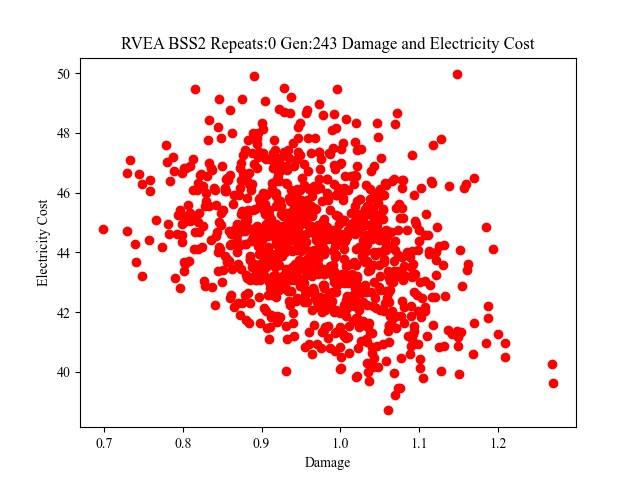 RVEA BSS2 Repeats:0 Gen:243 Damage and Electricity Cost
50
48
46
44
42
40
Electricity Cost
0.7 0.8 0.9 1.0 1.1 1.2
Damage